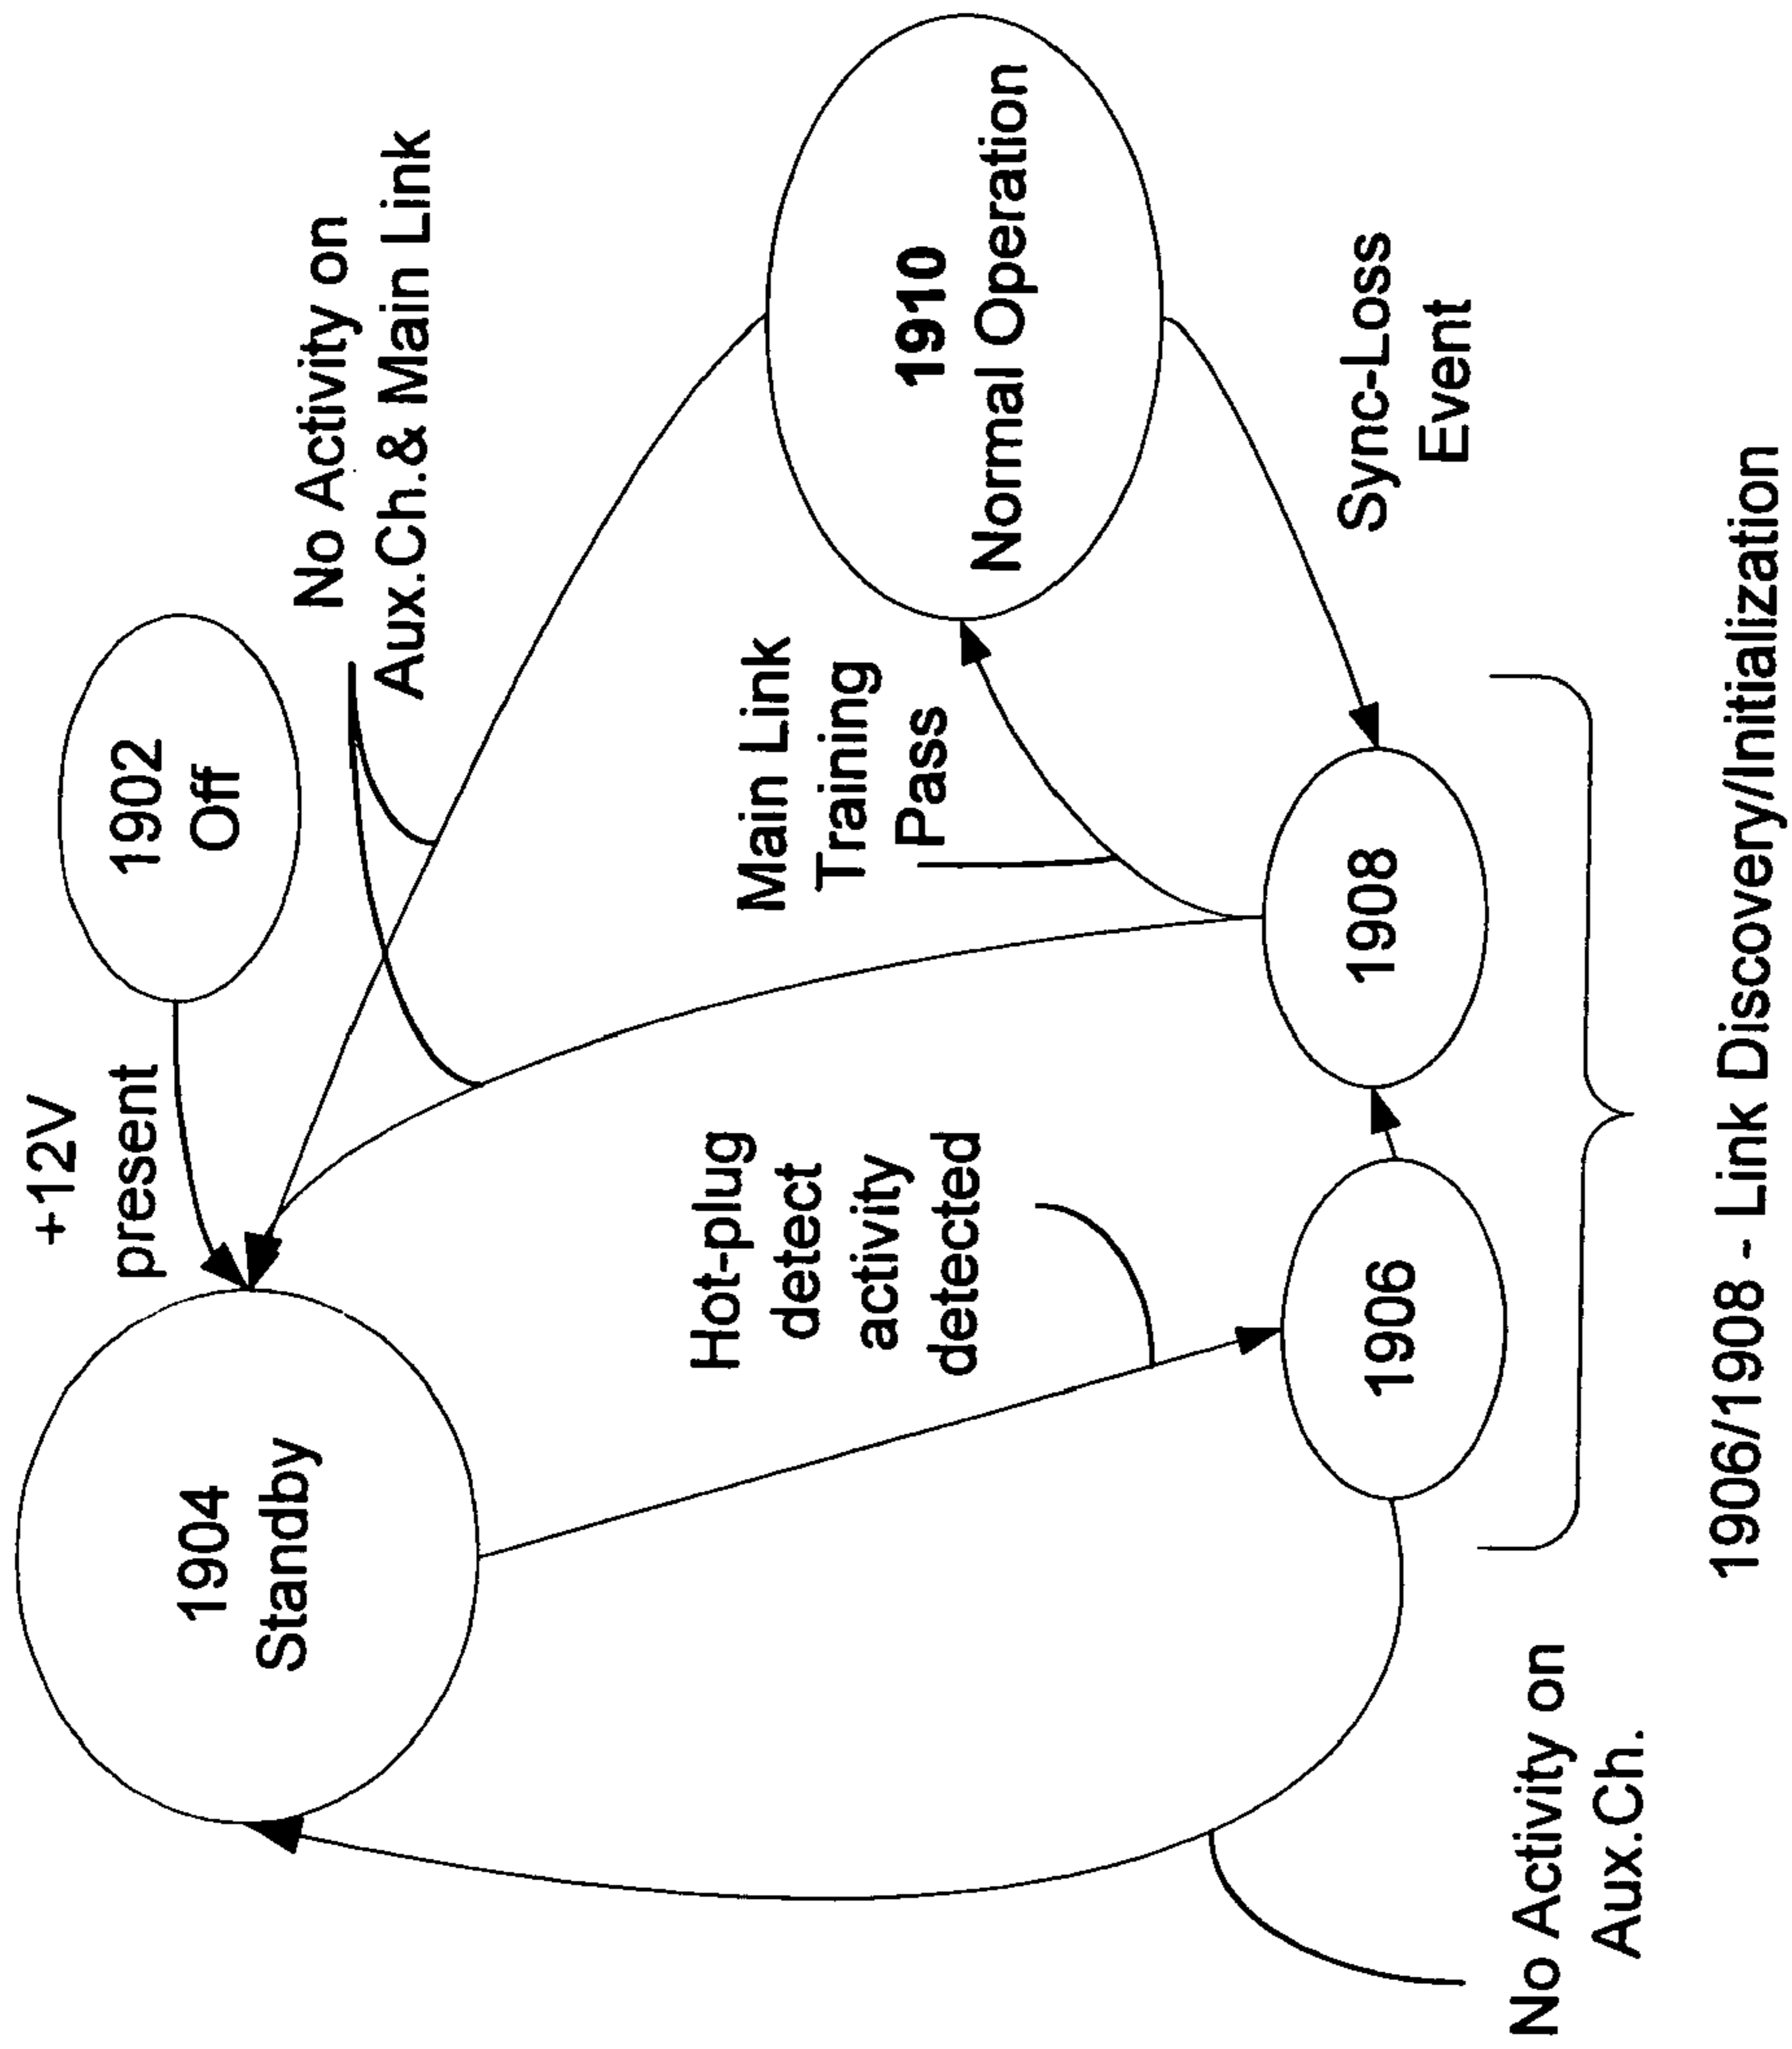 1902
Off
+12V
present
1904
Standby
No Activity on
Aux.Ch.& Main Link
Hot-plug
detect
activity
detected
Main Link
Training
Pass
1910
Normal Operation
1906
1908
Sync-Loss
Event
No Activity on
Aux.Ch.
1906/1908 - Link Discovery/Initialization